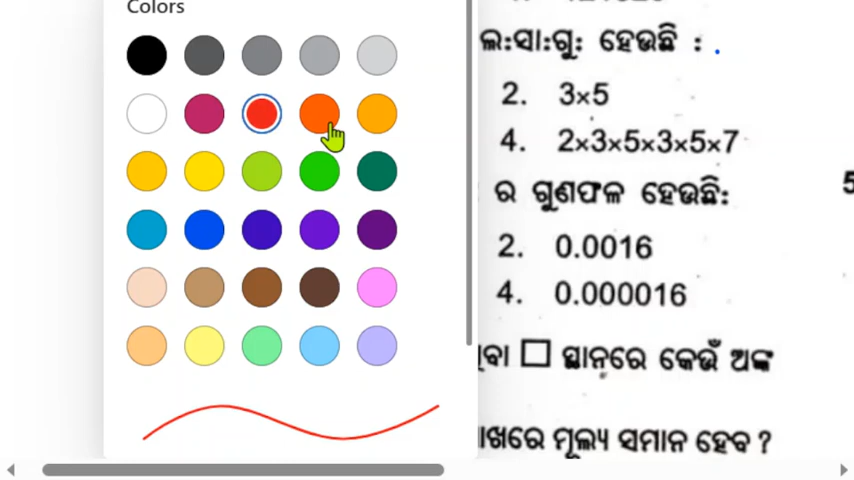 Colors
ଲ:ସା:ଗୁ: ହେଉଛି :
2. 3×5
4. 2×3×5×3×5×7
ର ଗୁଣଫଳ ହେଉଛି:
5
2. 0.0016
4. 0.000016
ସ୍ଥାନରେ କେଉଁ ଅଙ୍କ
ମୂଲ୍ୟ ସମାନ ହେବ ?